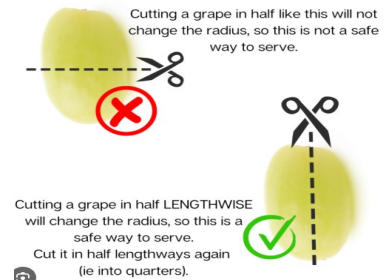 Cutting a grape in half like this will not
change the radius, so this is not a safe
way to serve.
Cutting a grape in half LENGTHWISE
will change the radius, so this is a
safe way to serve.
Cut it in half lengthways again
(ie into quarters).